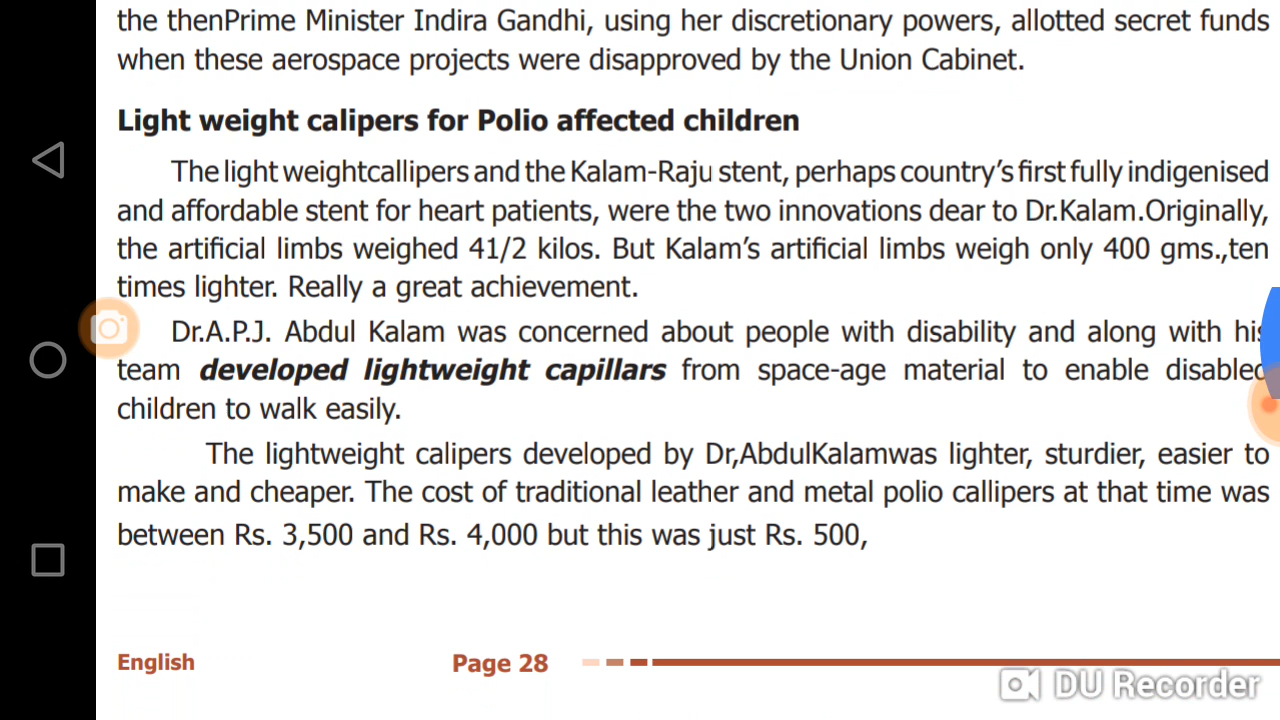 the thenPrime Minister Indira Gandhi, using her discretionary powers, allotted secret funds
when these aerospace projects were disapproved by the Union Cabinet.
Light weight calipers for Polio affected children
The light weightcallipers and the Kalam-Raju stent, perhaps country's first fully indigenised
and affordable stent for heart patients, were the two innovations dear to Dr.Kalam.Originally,
the artificial limbs weighed 41/2 kilos. But Kalam's artificial limbs weigh only 400 gms.,ten
times lighter. Really a great achievement.
Dr.A.P.J. Abdul Kalam was concerned about people with disability and along with his
team developed lightweight capillars from space-age material to enable disabled
children to walk easily.
The lightweight calipers developed by Dr,AbdulKalamwas lighter, sturdier, easier to
make and cheaper. The cost of traditional leather and metal polio callipers at that time was
between Rs. 3,500 and Rs. 4,000 but this was just Rs. 500,
English Page 28
DU Recorder